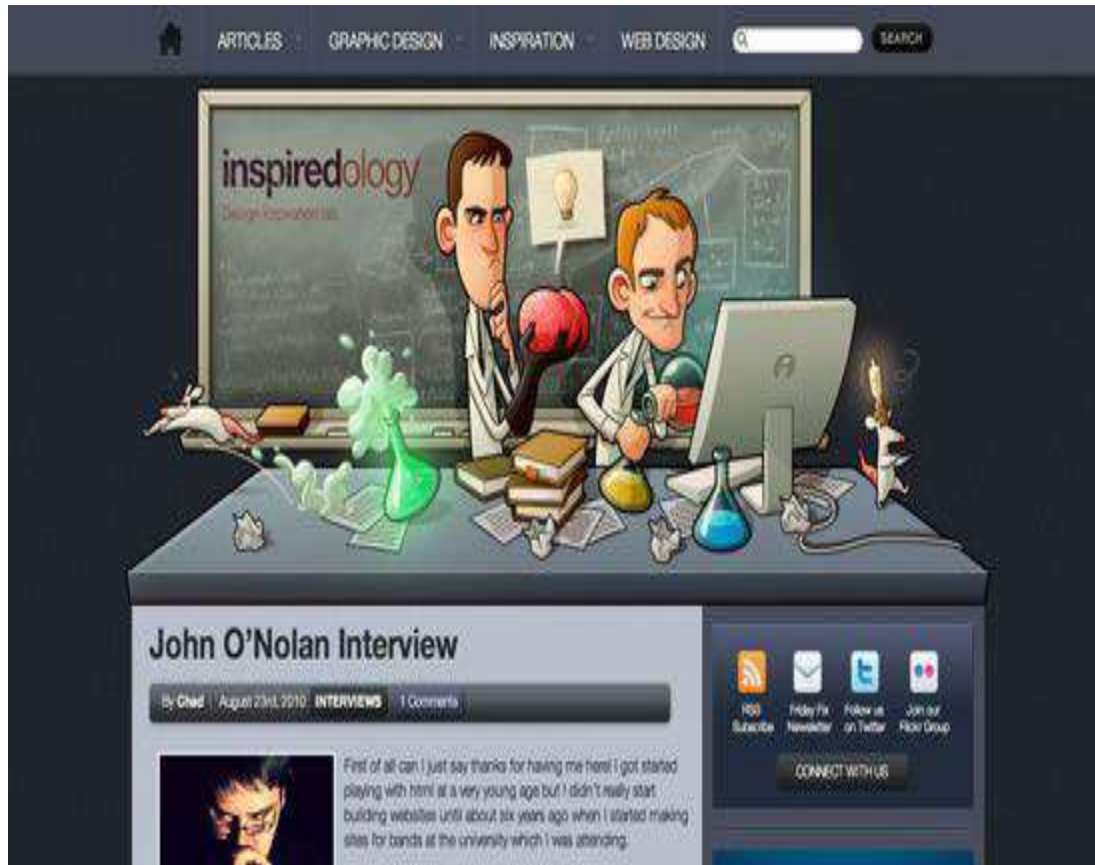 ARTICLES GRAPHIC DESIGN INSPIRATION WEB DESIGN SEARCH
inspiredology
Design Innovation lab.
John O'Nolan Interview
By Chad August 23rd, 2010 INTERVIEWS 1 Comments
First of all can I just say thanks for having me here! I got started
playing with html at a very young age but I didn't really start
building websites until about six years ago when I started making
sites for bands at the university which I was attending.
RSS
Subscribe
Friday Fix
Newsletter
Follow us
on Twitter
Join our
Flickr Group
CONNECT WITH US